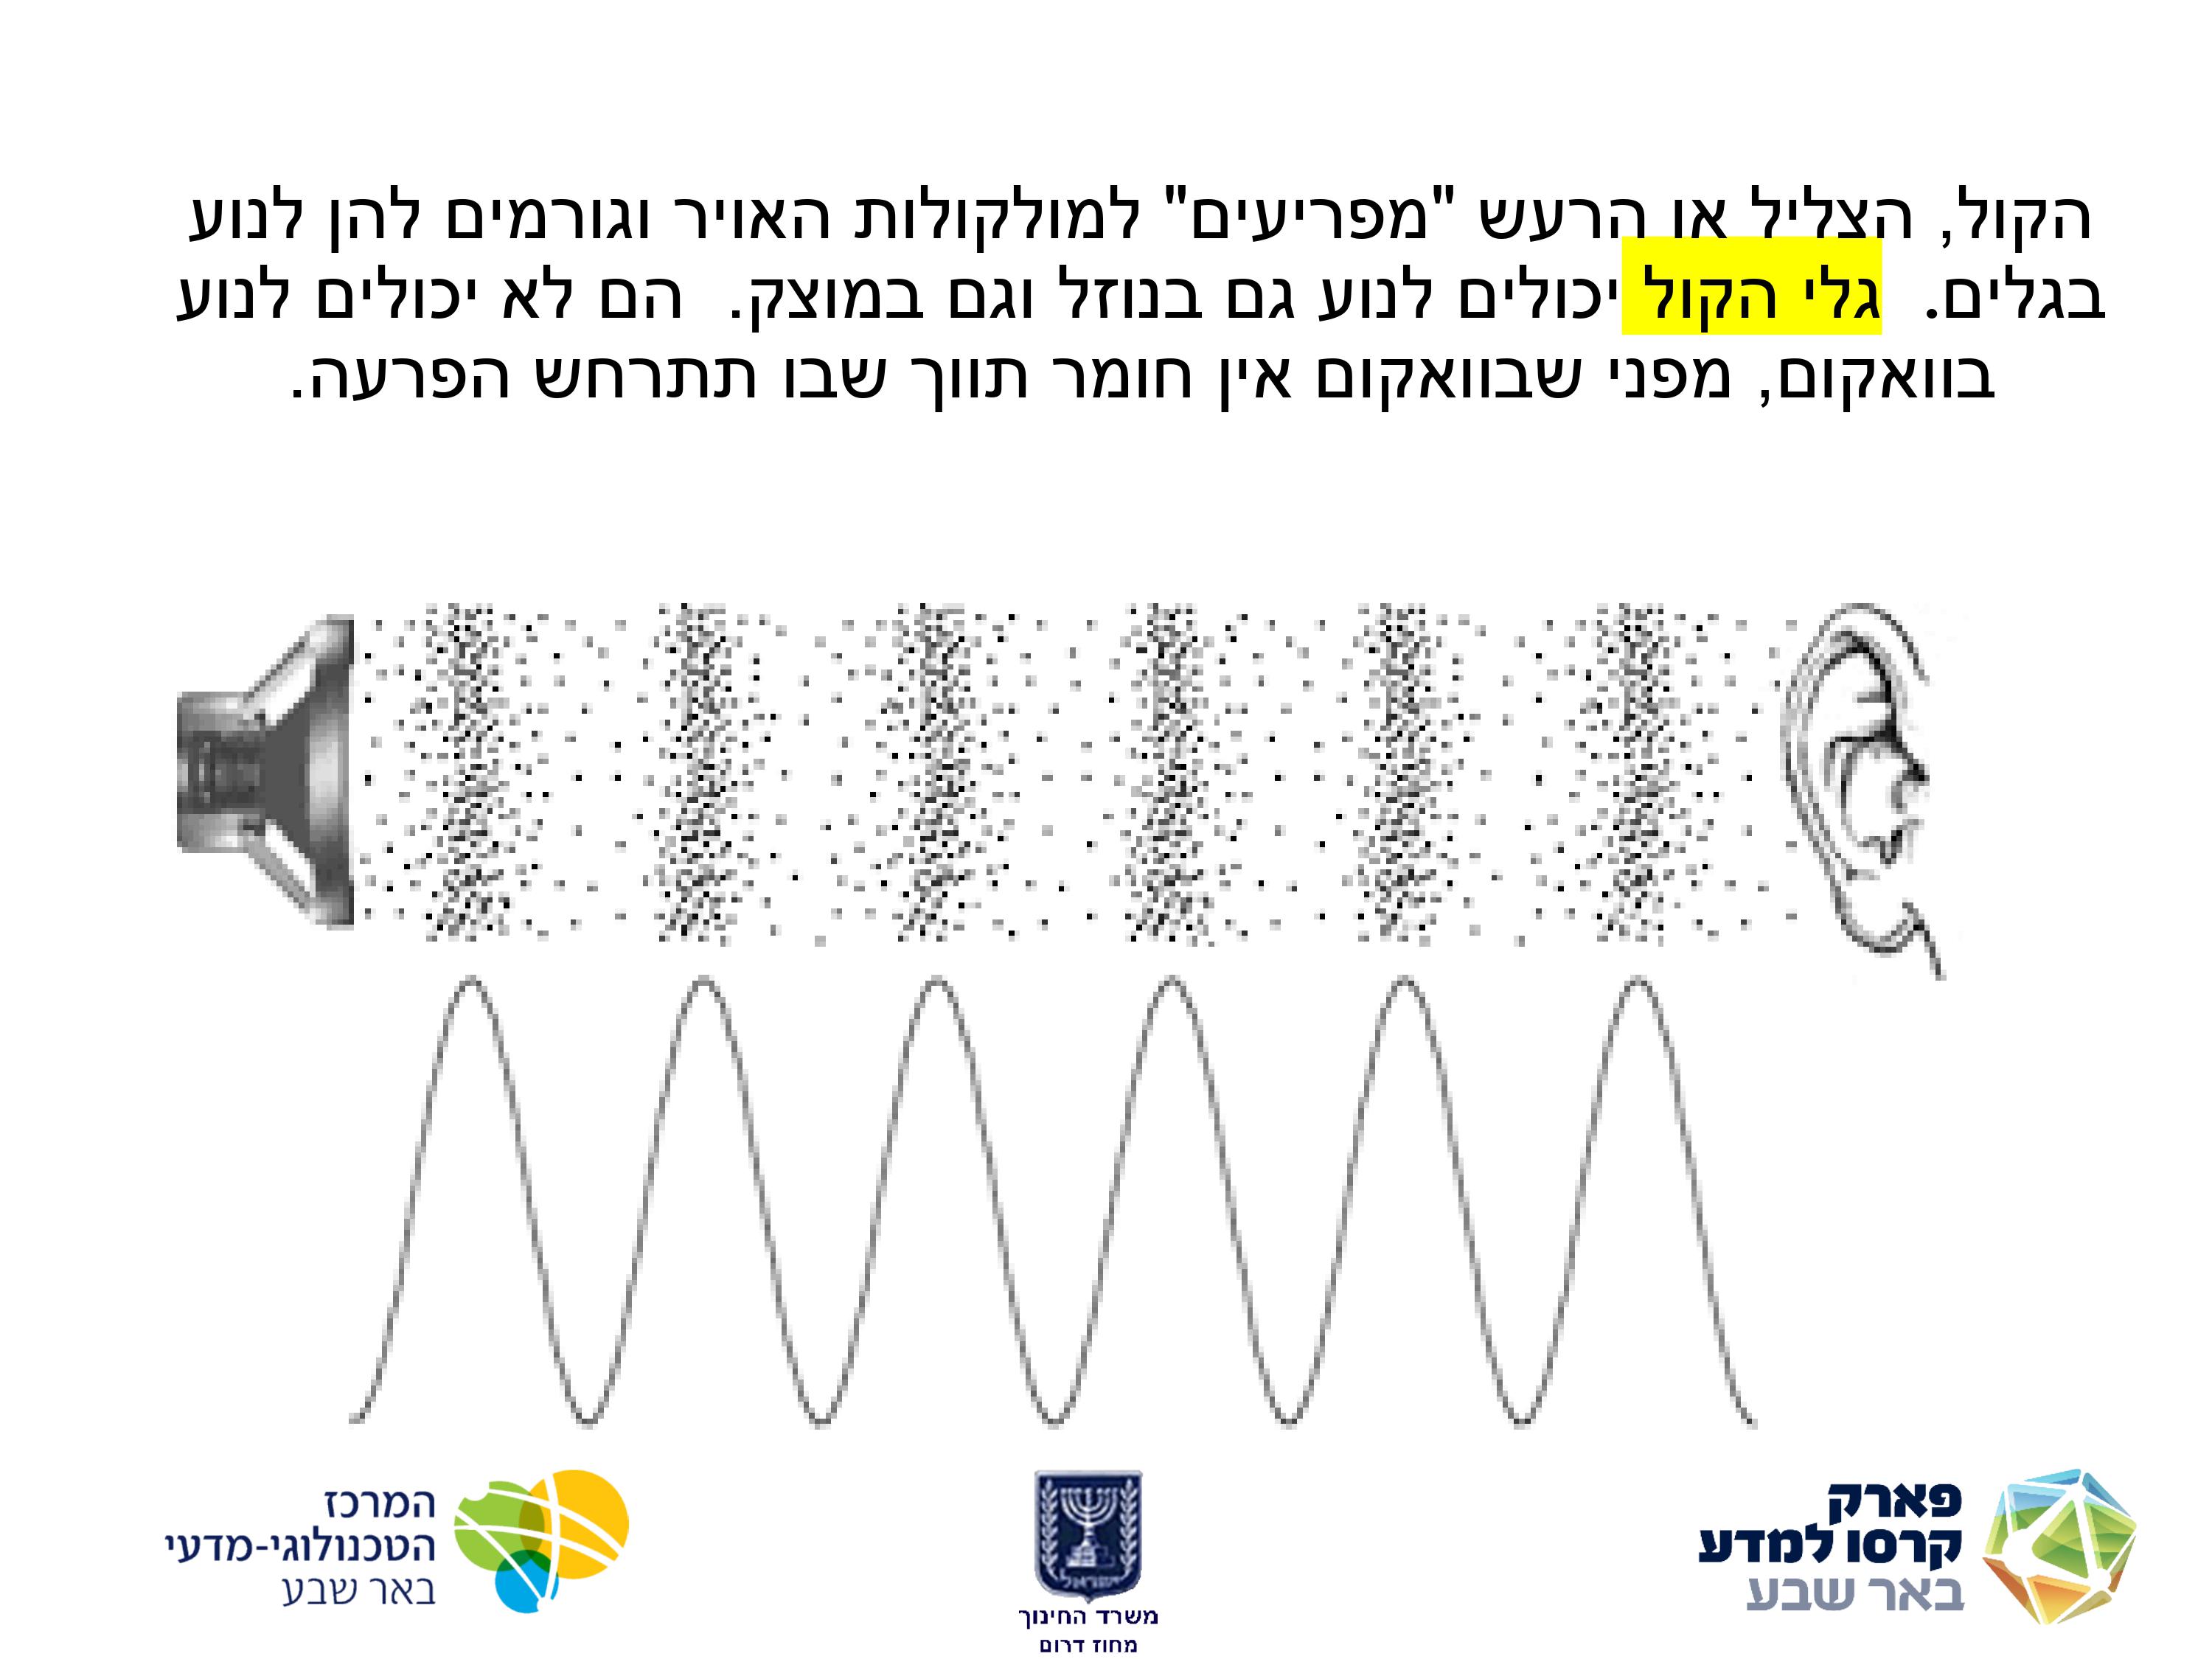 הקול, הצליל או הרעש "מפריעים" למולקולות האויר וגורמים להן לנוע
בגלים. גלי הקול יכולים לנוע גם בנוזל וגם במוצק. הם לא יכולים לנוע
בוואקום, מפני שבוואקום אין חומר תווך שבו תתרחש הפרעה.
פארק
קרסו למדע
באר שבע
ישראל
משרד החינוך
מחוז דרום
המרכז
הטכנולוגי-מדעי
באר שבע